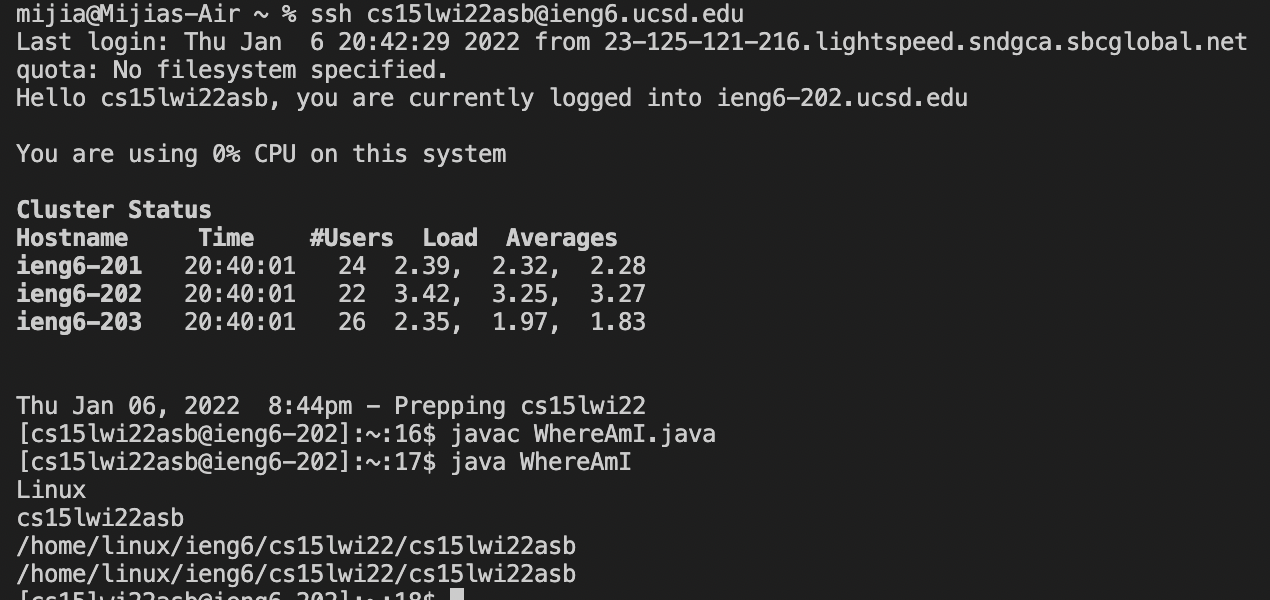 mijia@Mijias-Air ~ % ssh cs15lwi22asb@ieng6.ucsd.edu
Last login: Thu Jan  6 20:42:29 2022 from 23-125-121-216.lightspeed.sndgca.sbcglobal.net
quota: No filesystem specified.
Hello cs15lwi22asb, you are currently logged into ieng6-202.ucsd.edu
You are using 0% CPU on this system
Cluster Status
Hostname     Time    #Users  Load  Averages
ieng6-201   20:40:01   24  2.39,  2.32,  2.28
ieng6-202   20:40:01   22  3.42,  3.25,  3.27
ieng6-203   20:40:01   26  2.35,  1.97,  1.83
Thu Jan 06, 2022  8:44pm - Prepping cs15lwi22
[cs15lwi22asb@ieng6-202]:~:16$ javac WhereAmI.java
[cs15lwi22asb@ieng6-202]:~:17$ java WhereAmI
Linux
cs15lwi22asb
/home/linux/ieng6/cs15lwi22/cs15lwi22asb
/home/linux/ieng6/cs15lwi22/cs15lwi22asb
[cs15lwi22asb@ieng6-202]:~:18$